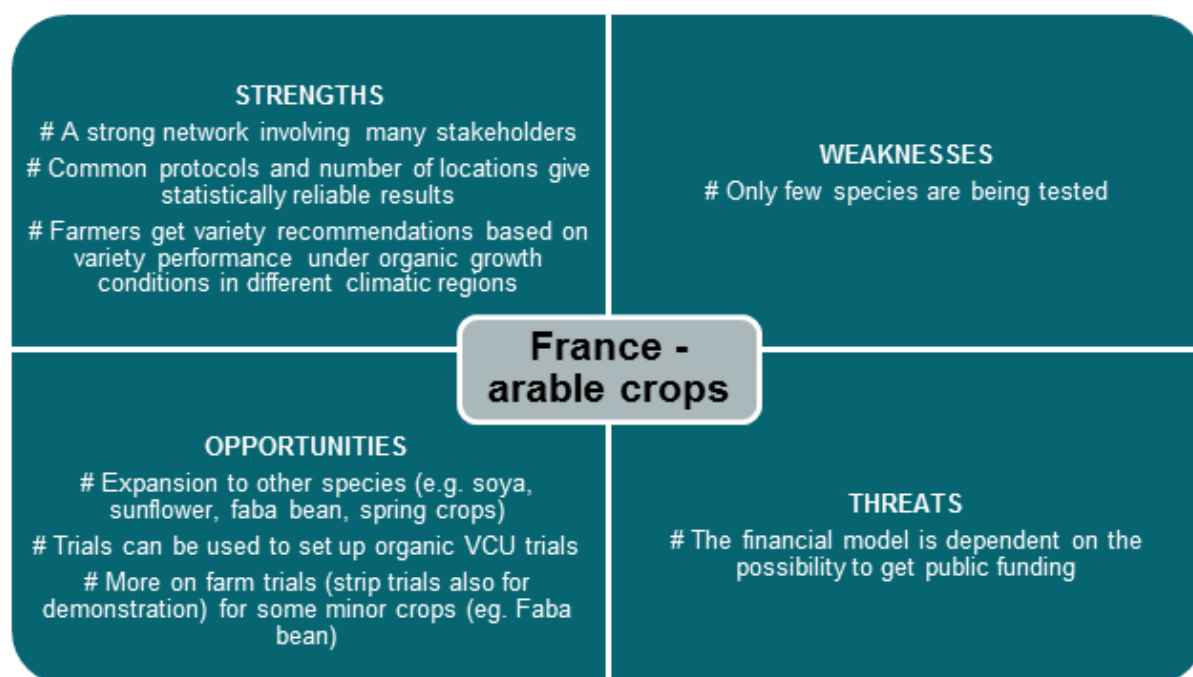 STRENGTHS
# A strong network involving many stakeholders
# Common protocols and number of locations give
statistically reliable results
# Farmers get variety recommendations based on
variety performance under organic growth
conditions in different climatic regions
WEAKNESSES
# Only few species are being tested
France -
arable crops
OPPORTUNITIES
# Expansion to other species (e.g. soya,
sunflower, faba bean, spring crops)
# Trials can be used to set up organic VCU trials
# More on farm trials (strip trials also for
demonstration) for some minor crops (eg. Faba
bean)
THREATS
# The financial model is dependent on the
possibility to get public funding